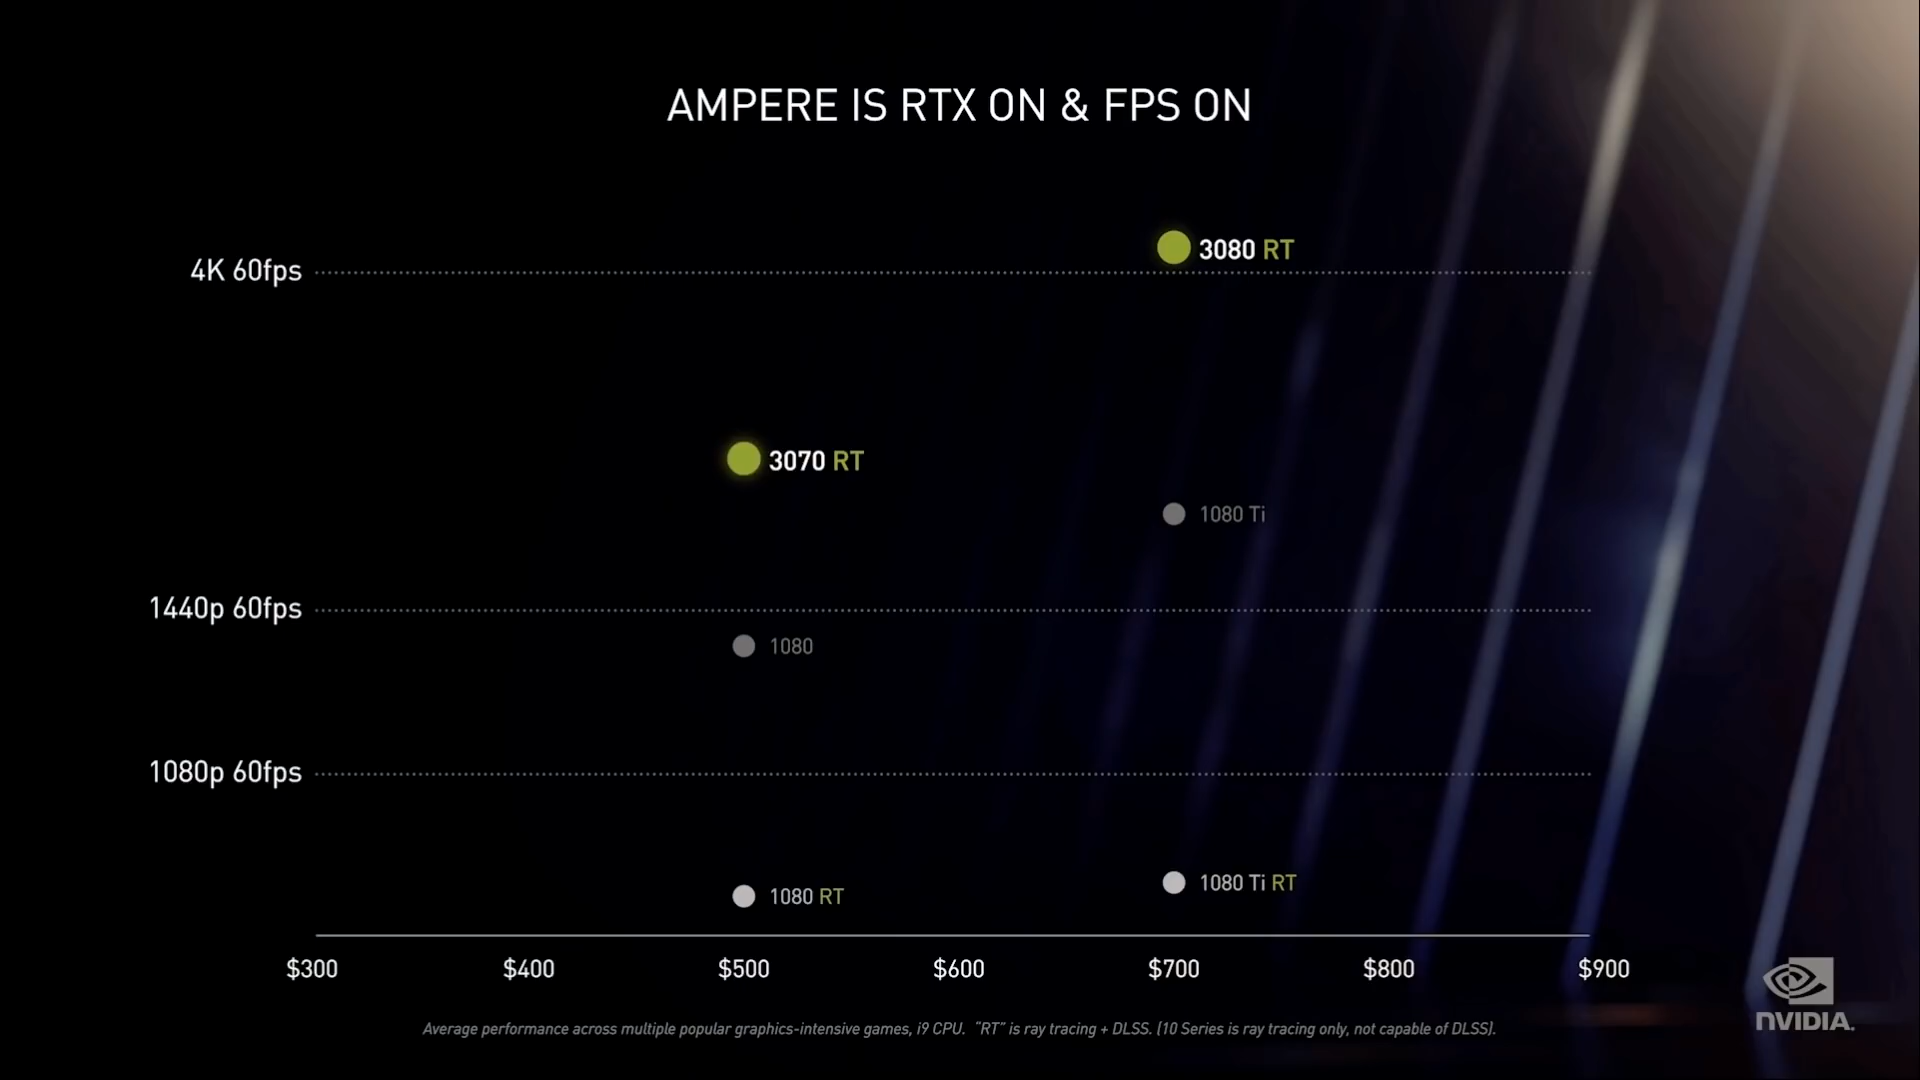 AMPERE IS RTX ON & FPS ON
3080 RT
4K 60fps
3070 RT
1080 Ti
1440p 60fps
1080
1080p 60fps
1080 Ti RT
1080 RT
$300 $400 $500 $600 $700 $800 $900
Average performance across multiple popular graphics-intensive games, i9 CPU. "RT" is ray tracing + DLSS. (10 Series is ray tracing only, not capable of DLSS).
NVIDIA.